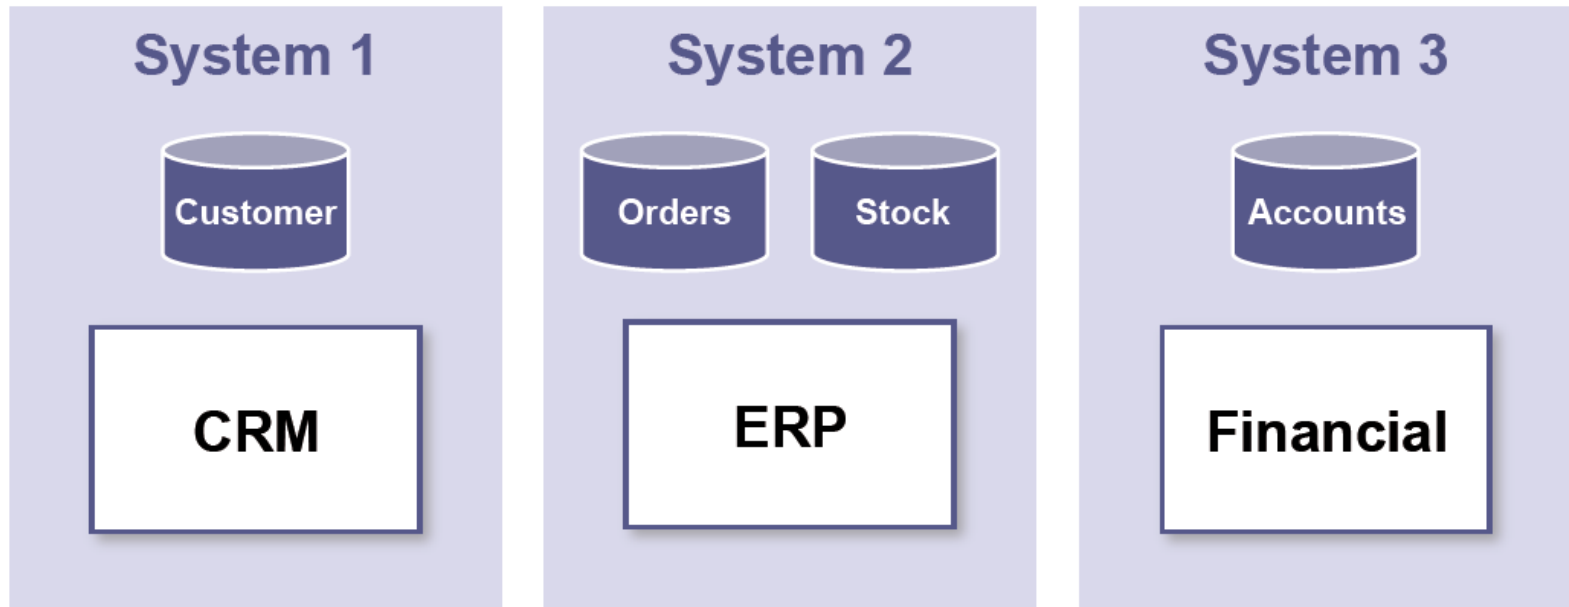 System 1
Customer
CRM
System 2
Orders
Stock
ERP
System 3
Accounts
Financial